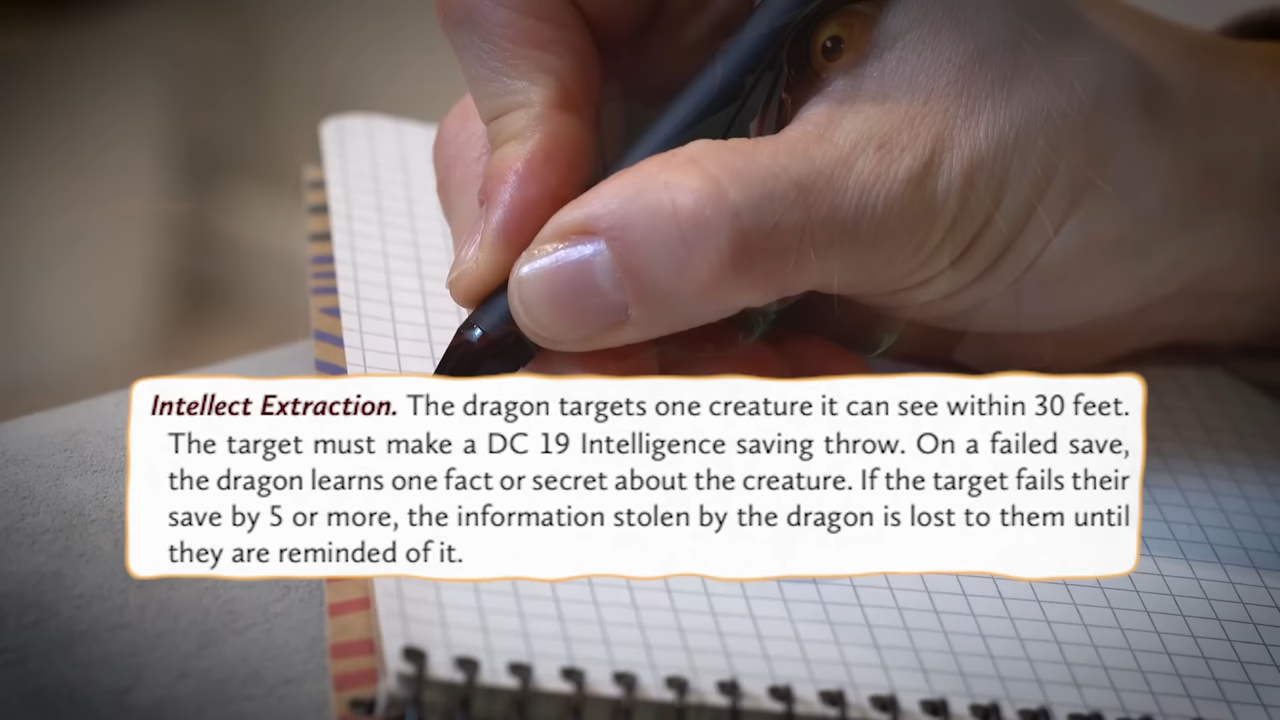 Intellect Extraction. The dragon targets one creature it can see within 30 feet.
The target must make a DC 19 Intelligence saving throw. On a failed save,
the dragon learns one fact or secret about the creature. If the target fails their
save by 5 or more, the information stolen by the dragon is lost to them until
they are reminded of it.